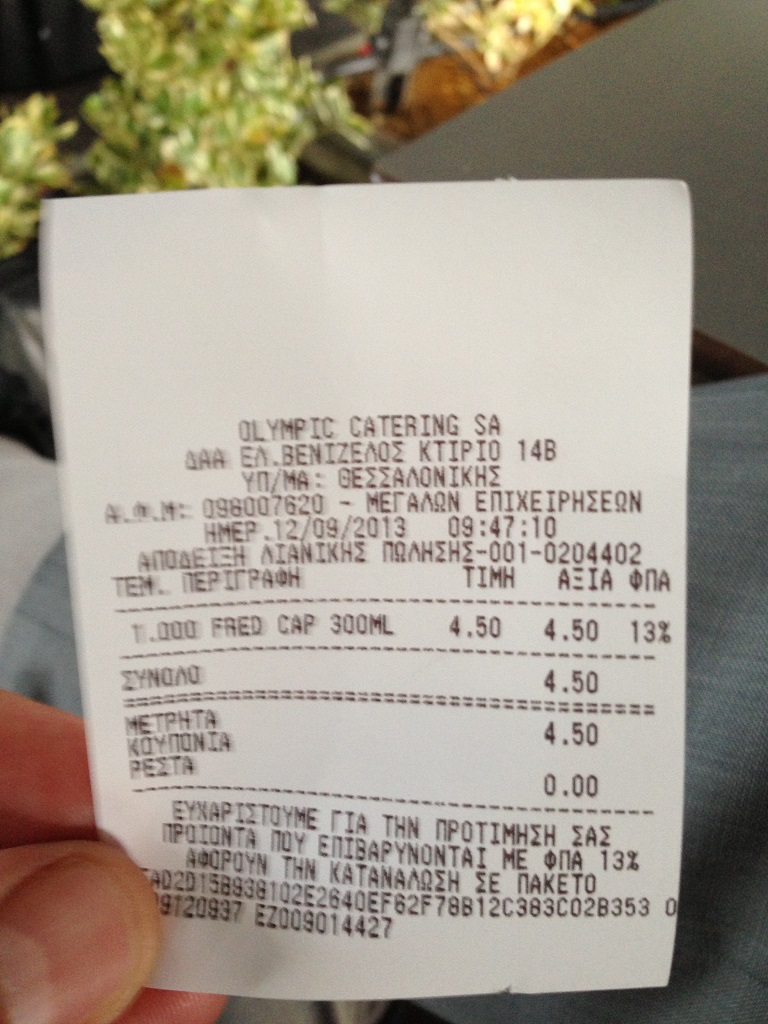 OLYMPIC CATERING SA
ΔΑΑ ΕΛ.ΒΕΝΙΖΕΛΟΣ ΚΤΙΡΙΟ 14Β
ΥΠ/ΜΑ: ΘΕΣΣΑΛΟΝΙΚΗΣ
Α.Φ.Μ: 098007620 - ΜΕΓΑΛΩΝ ΕΠΙΧΕΙΡΗΣΕΩΝ
ΗΜΕΡ.12/09/2013 09:47:10
ΑΠΟΔΕΙΞΗ ΛΙΑΝΙΚΗΣ ΠΩΛΗΣΗΣ-001-0204402
ΤΕΜ. ΠΕΡΙΓΡΑΦΗ ΤΙΜΗ ΑΞΙΑ ΦΠΑ
1.000 FRED CAP 300ML 4.50 4.50 13%
ΣΥΝΟΛΟ 4.50
ΜΕΤΡΗΤΑ 4.50
ΚΟΥΠΟΝΙΑ
ΡΕΣΤΑ 0.00
ΕΥΧΑΡΙΣΤΟΥΜΕ ΓΙΑ ΤΗΝ ΠΡΟΤΙΜΗΣΗ ΣΑΣ
ΠΡΟΙΟΝΤΑ ΠΟΥ ΕΠΙΒΑΡΥΝΟΝΤΑΙ ΜΕ ΦΠΑ 13%
ΑΦΟΡΟΥΝ ΤΗΝ ΚΑΤΑΝΑΛΩΣΗ ΣΕ ΠΑΚΕΤΟ
AD2D15B938102E2640EF62F78B12C383C02B353 0
09120937 EZ009014427